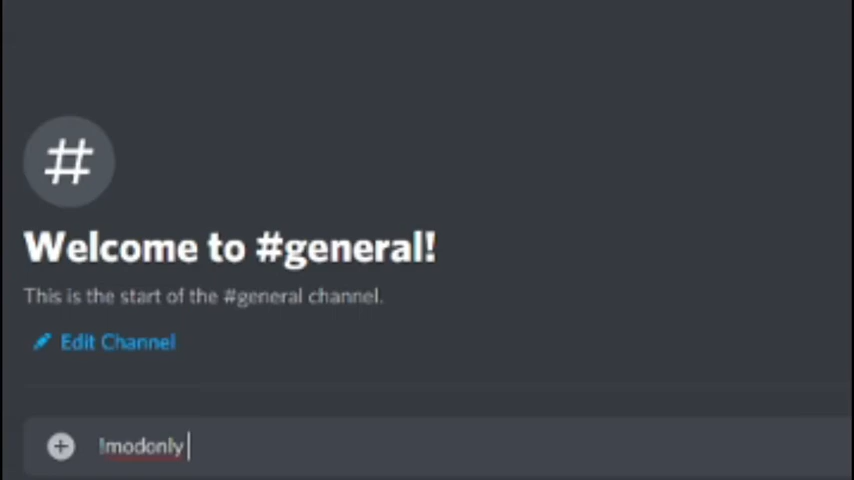 #
Welcome to #general!
This is the start of the #general channel.
Edit Channel
!modonly